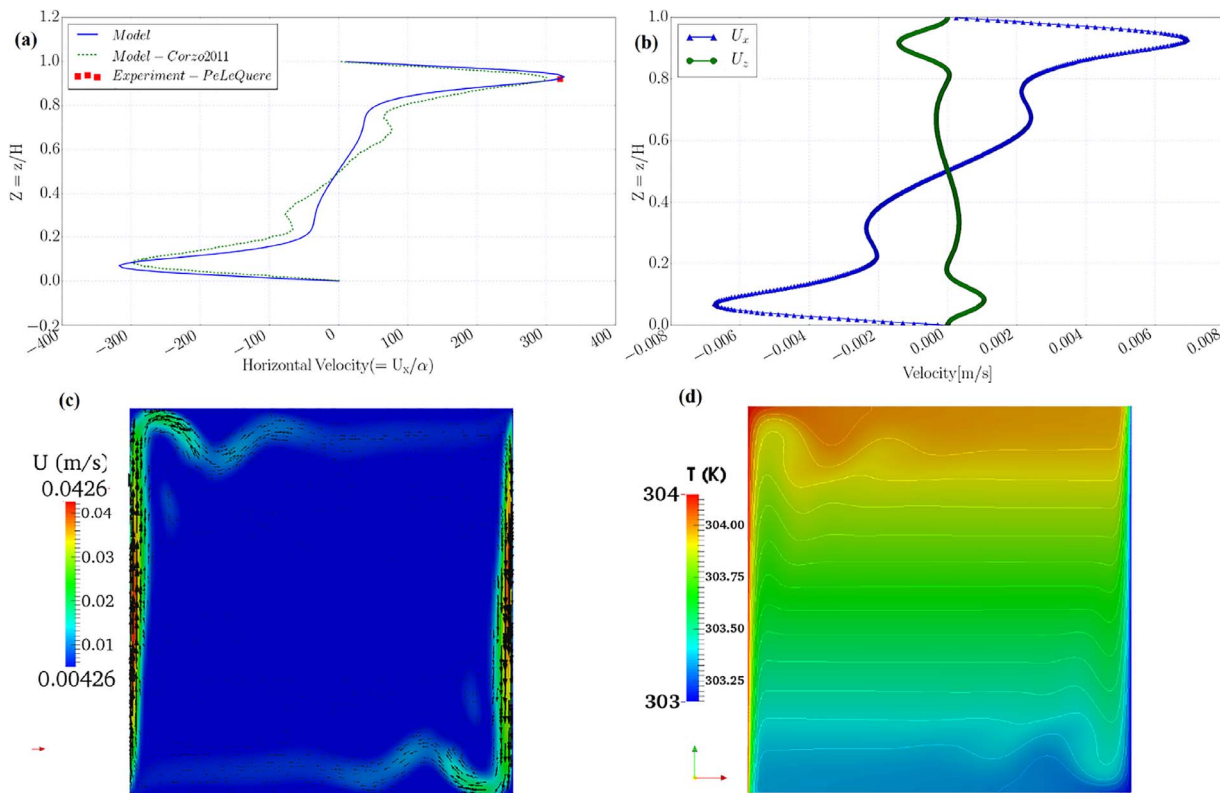 (a)
1.2
1.0
0.8
0.6
0.4
0.2
0.0
−0.2
Z = z/H
Model
Model − Corzo2011
Experiment − PeLeQuere
−400
−300
−200
−100
0
100
200
300
400
Horizontal Velocity(= Uₓ/α)
(b)
1.0
0.8
0.6
0.4
0.2
0.0
Z = z/H
Uₓ
U_z
−0.008
−0.006
−0.004
−0.002
0.000
0.002
0.004
0.006
0.008
Velocity[m/s]
(c)
U (m/s)
0.0426
0.04
0.03
0.02
0.01
0.00426
(d)
T (K)
304
304.00
303.75
303.50
303.25
303